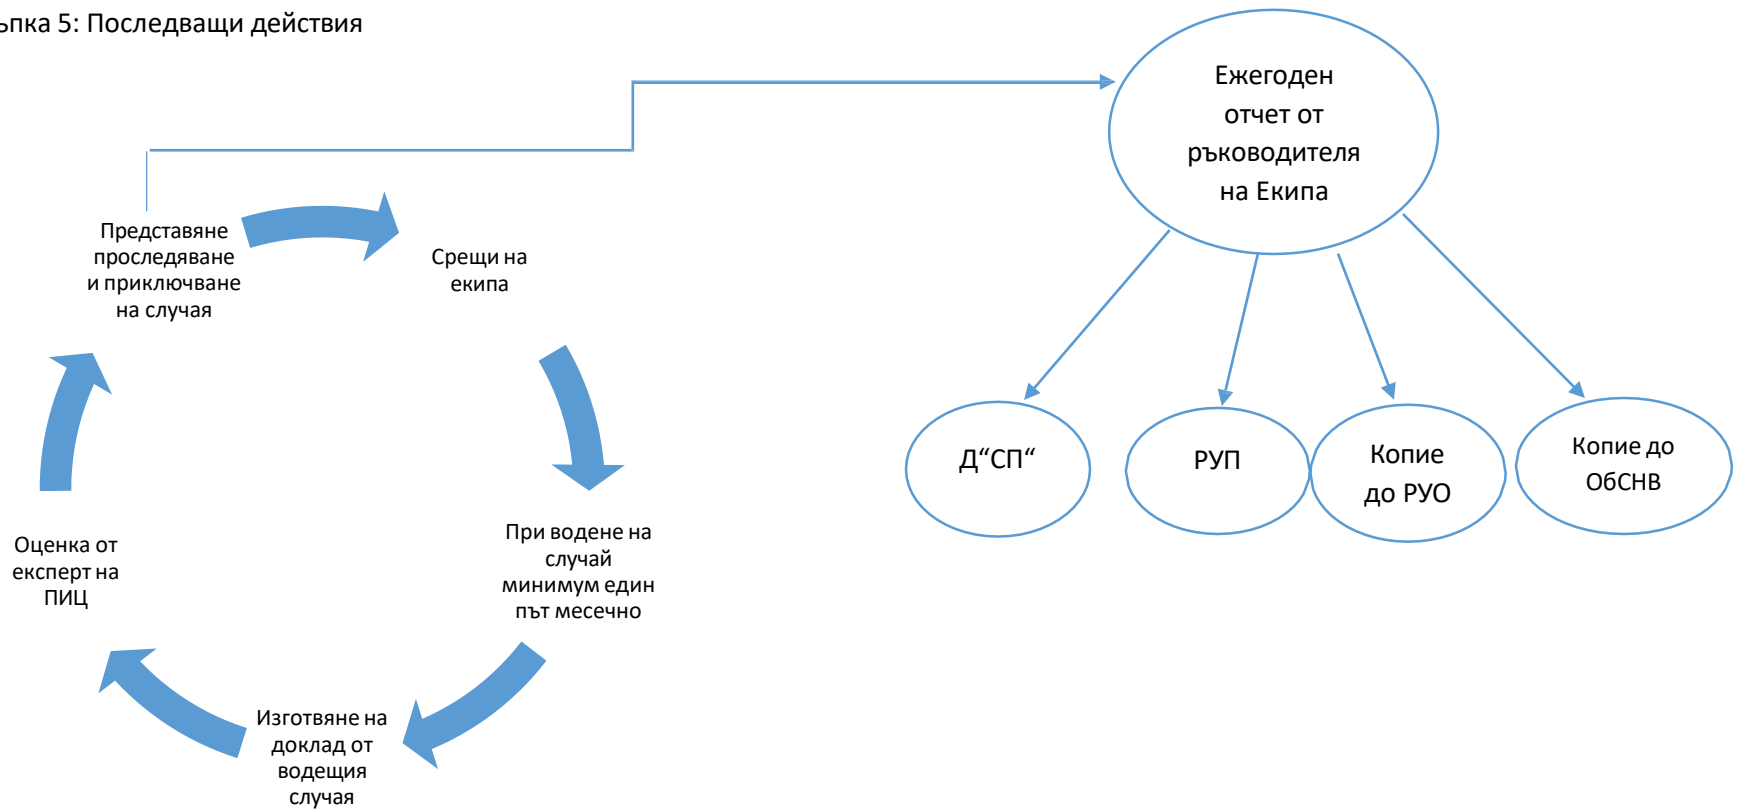 ъпка 5: Последващи действия
Ежегоден
отчет от
ръководителя
на Екипа
Представяне
проследяване
и приключване
на случая
Срещи на
екипа
Д“СП“
РУП
Копие
до РУО
Копие до
ОбСНВ
При водене на
случай
минимум един
път месечно
Оценка от
експерт на
ПИЦ
Изготвяне на
доклад от
водещия
случая